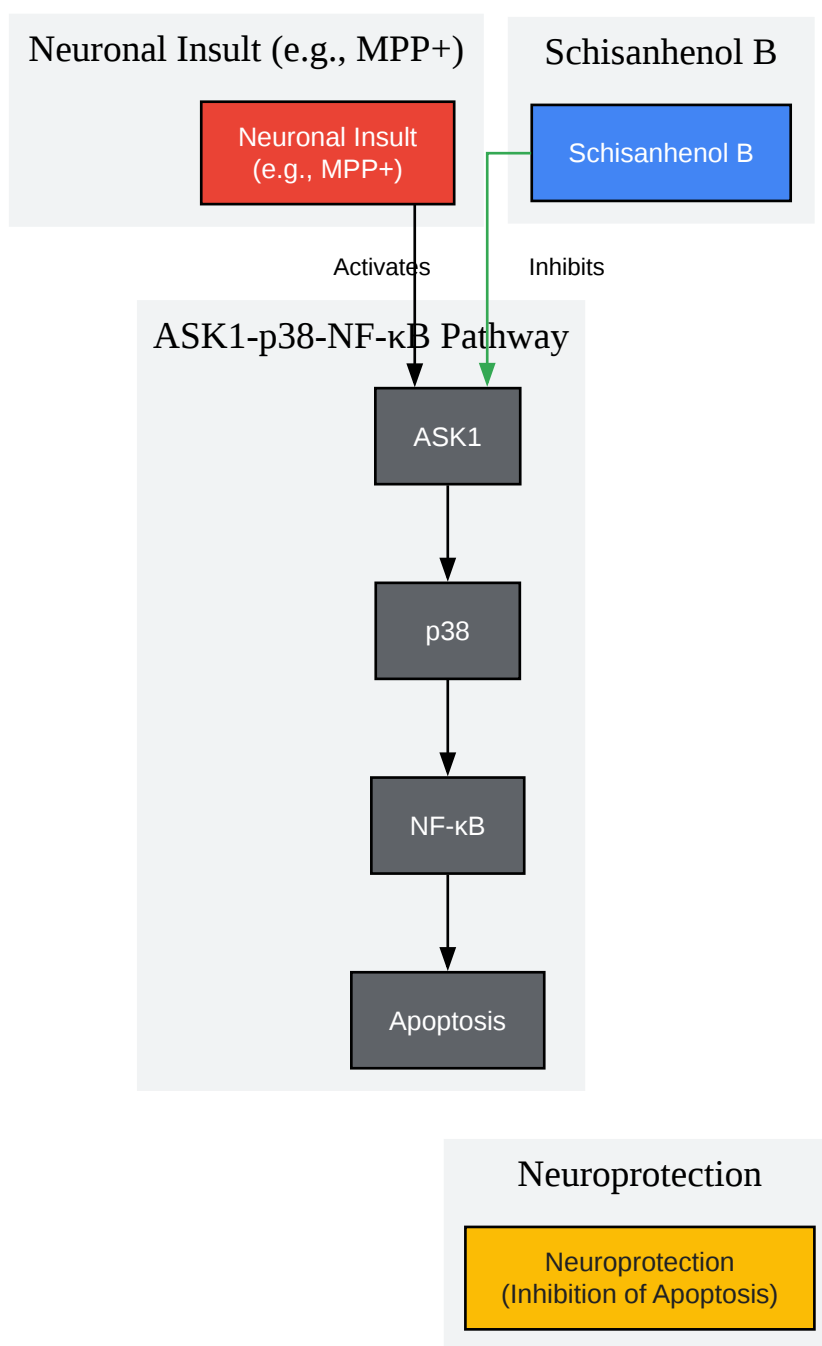 Neuronal Insult (e.g., MPP+)
Schisanhenol B
Neuronal Insult
(e.g., MPP+)
Schisanhenol B
Activates
Inhibits
ASK1-p38-NF-κB Pathway
ASK1
p38
NF-κB
Apoptosis
Neuroprotection
Neuroprotection
(Inhibition of Apoptosis)